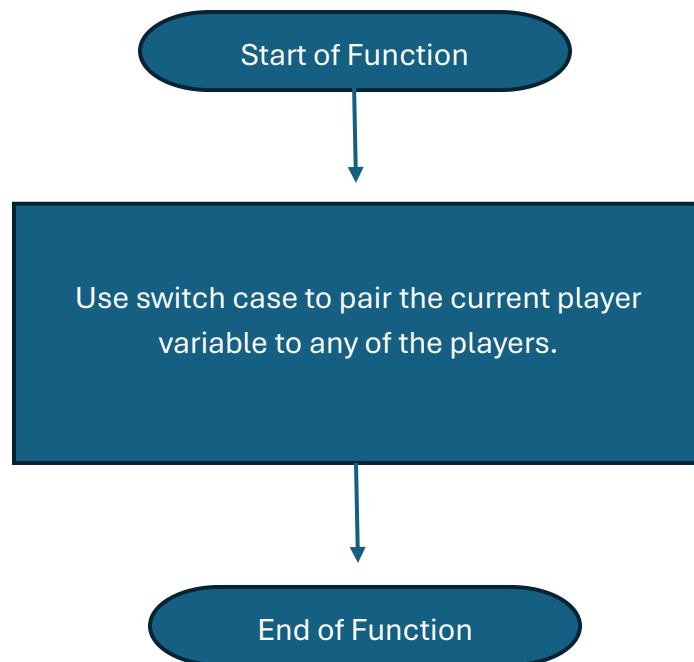 Start of Function
Use switch case to pair the current player
variable to any of the players.
End of Function